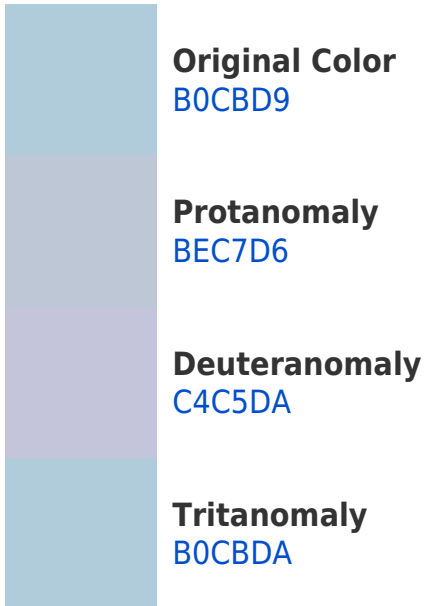 Original Color
B0CBD9
Protanomaly
BEC7D6
Deuteranomaly
C4C5DA
Tritanomaly
B0CBDA